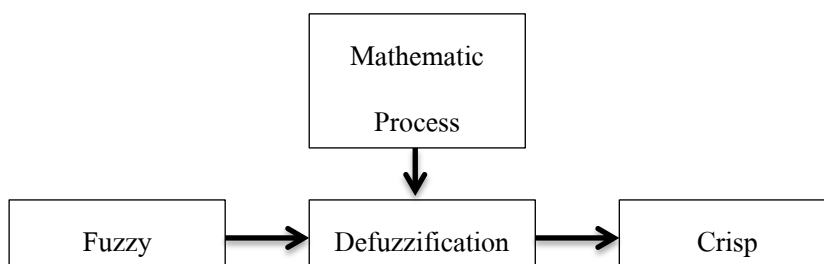 Mathematic
Process
Fuzzy
Defuzzification
Crisp